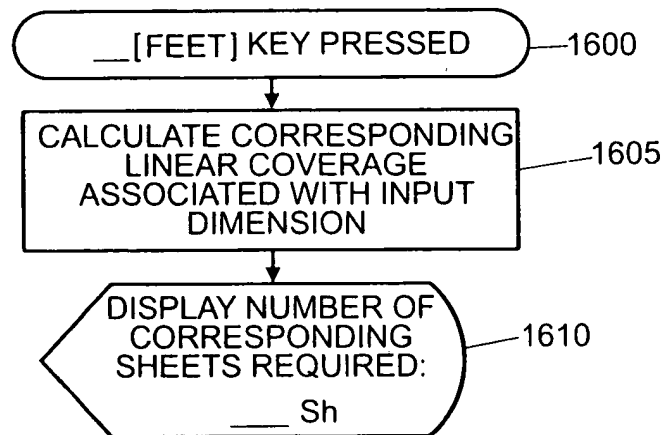 __[FEET] KEY PRESSED
1600
CALCULATE CORRESPONDING
LINEAR COVERAGE
ASSOCIATED WITH INPUT
DIMENSION
1605
DISPLAY NUMBER OF
CORRESPONDING
SHEETS REQUIRED:
___ Sh
1610